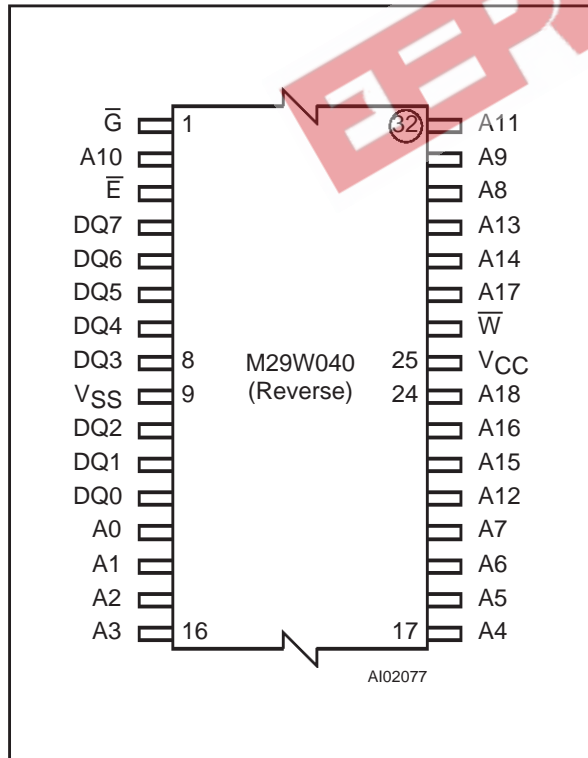 G̅ 1 32 A11
A10 A9
E̅ A8
DQ7 A13
DQ6 A14
DQ5 A17
DQ4 W̅
DQ3 8 M29W040 25 VCC
VSS 9 (Reverse) 24 A18
DQ2 A16
DQ1 A15
DQ0 A12
A0 A7
A1 A6
A2 A5
A3 16 17 A4
AI02077